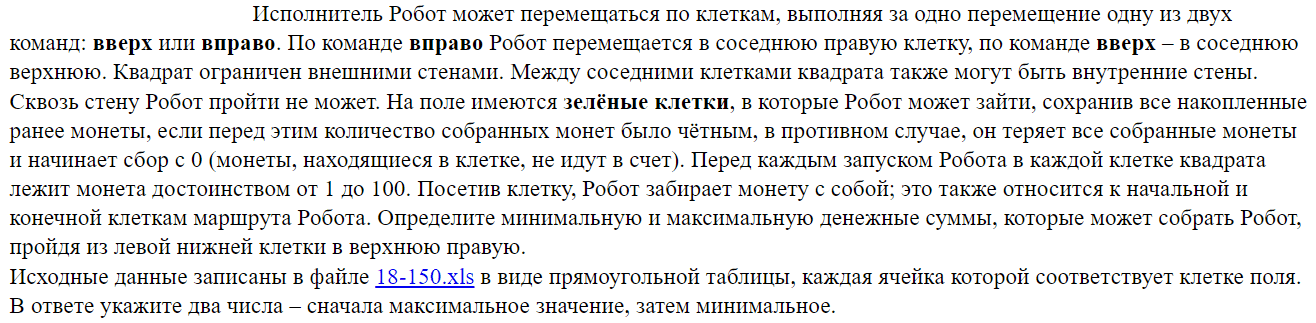 Исполнитель Робот может перемещаться по клеткам, выполняя за одно перемещение одну из двух
команд: вверх или вправо. По команде вправо Робот перемещается в соседнюю правую клетку, по команде вверх – в соседнюю
верхнюю. Квадрат ограничен внешними стенами. Между соседними клетками квадрата также могут быть внутренние стены.
Сквозь стену Робот пройти не может. На поле имеются зелёные клетки, в которые Робот может зайти, сохранив все накопленные
ранее монеты, если перед этим количество собранных монет было чётным, в противном случае, он теряет все собранные монеты
и начинает сбор с 0 (монеты, находящиеся в клетке, не идут в счет). Перед каждым запуском Робота в каждой клетке квадрата
лежит монета достоинством от 1 до 100. Посетив клетку, Робот забирает монету с собой; это также относится к начальной и
конечной клеткам маршрута Робота. Определите минимальную и максимальную денежные суммы, которые может собрать Робот,
пройдя из левой нижней клетки в верхнюю правую.
Исходные данные записаны в файле 18-150.xls в виде прямоугольной таблицы, каждая ячейка которой соответствует клетке поля.
В ответе укажите два числа – сначала максимальное значение, затем минимальное.